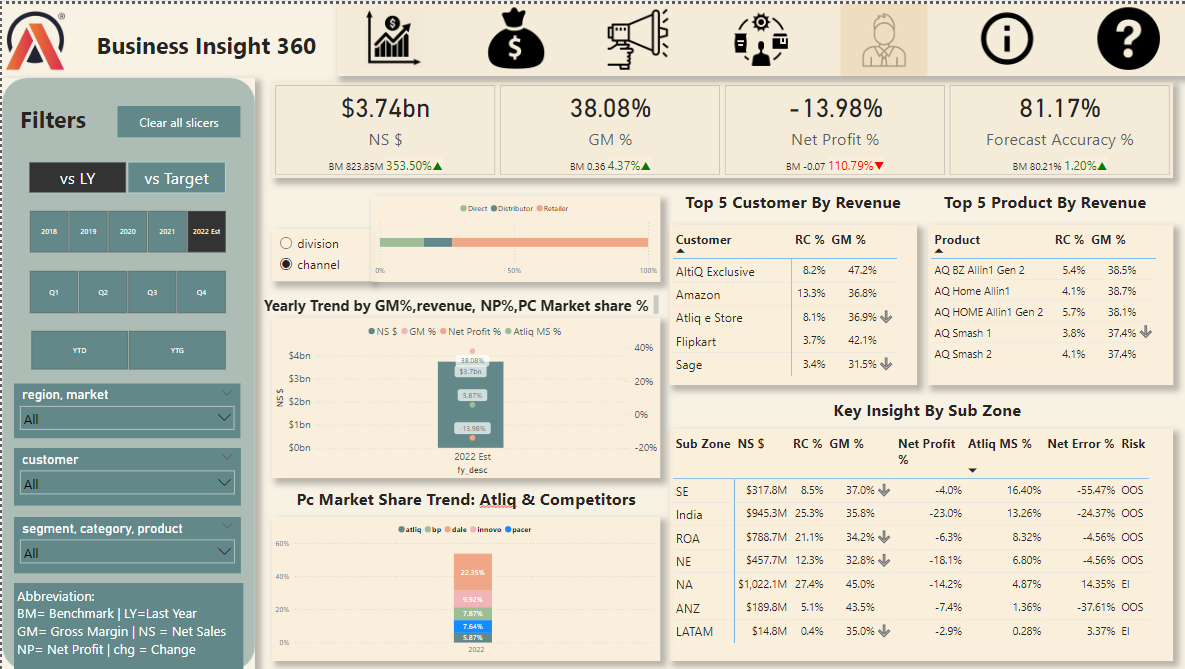 Business Insight 360
Filters
Clear all slicers
vs LY
vs Target
2018
2019
2020
2021
2022 Est
Q1
Q2
Q3
Q4
YTD
YTG
region, market
All
customer
All
segment, category, product
All
Abbreviation:
BM= Benchmark | LY=Last Year
GM= Gross Margin | NS = Net Sales
NP= Net Profit | chg = Change
$3.74bn
NS $
BM 823.85M 353.50%
38.08%
GM %
BM 0.36 4.37%
-13.98%
Net Profit %
BM -0.07 110.79%
81.17%
Forecast Accuracy %
BM 80.21% 1.20%
division
channel
Direct Distributor Retailer
0% 50% 100%
Yearly Trend by GM%,revenue, NP%,PC Market share %
NS $ GM % Net Profit % Atliq MS %
$4bn
$3bn
$2bn
$1bn
$0bn
NS $
40%
20%
0%
-20%
38.08%
$3.7bn
5.87%
-13.98%
2022 Est
fy_desc
Pc Market Share Trend: Atliq & Competitors
atliq bp dale innovo pacer
60%
40%
20%
0%
22.35%
9.92%
7.87%
7.64%
5.87%
2022
Top 5 Customer By Revenue
Customer RC % GM %
AltiQ Exclusive 8.2% 47.2%
Amazon 13.3% 36.8%
Atliq e Store 8.1% 36.9%
Flipkart 3.7% 42.1%
Sage 3.4% 31.5%
Top 5 Product By Revenue
Product RC % GM %
AQ BZ Allin1 Gen 2 5.4% 38.5%
AQ Home Allin1 4.1% 38.7%
AQ HOME Allin1 Gen 2 5.7% 38.1%
AQ Smash 1 3.8% 37.4%
AQ Smash 2 4.1% 37.4%
Key Insight By Sub Zone
Sub Zone NS $ RC % GM % Net Profit % Atliq MS % Net Error % Risk
SE $317.8M 8.5% 37.0% -4.0% 16.40% -55.47% OOS
India $945.3M 25.3% 35.8% -23.0% 13.26% -24.37% OOS
ROA $788.7M 21.1% 34.2% -6.3% 8.32% -4.56% OOS
NE $457.7M 12.3% 32.8% -18.1% 6.80% -4.56% OOS
NA $1,022.1M 27.4% 45.0% -14.2% 4.87% 14.35% EI
ANZ $189.8M 5.1% 43.5% -7.4% 1.36% -37.61% OOS
LATAM $14.8M 0.4% 35.0% -2.9% 0.28% 3.37% EI